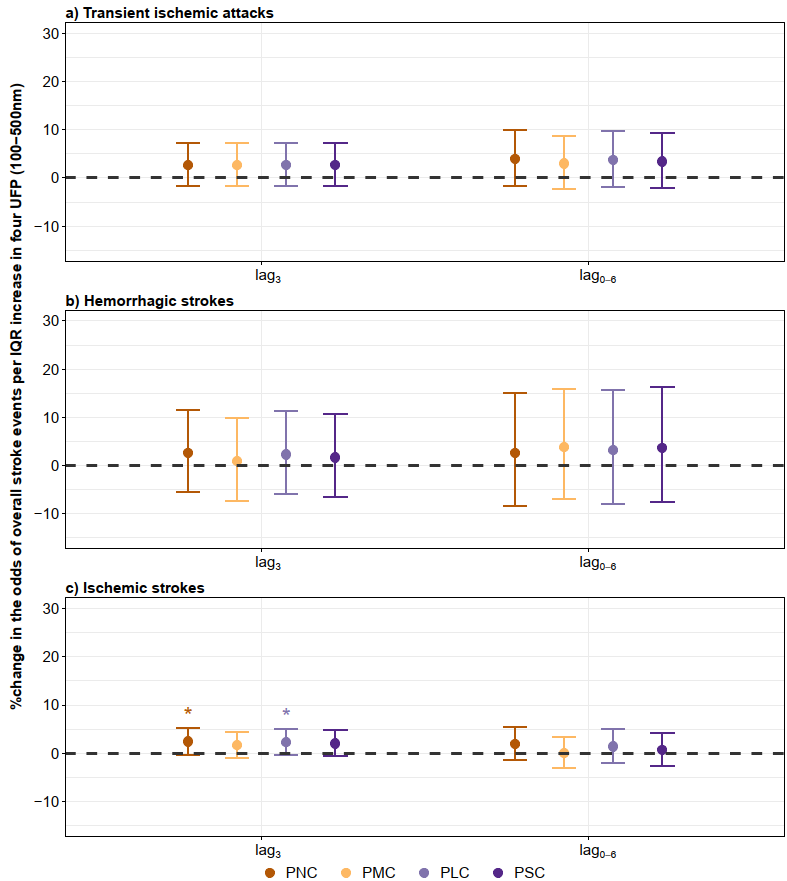 %change in the odds of overall stroke events per IQR increase in four UFP (100−500nm)
a) Transient ischemic attacks
30
20
10
0
−10
lag3 lag0−6
b) Hemorrhagic strokes
30
20
10
0
−10
lag3 lag0−6
c) Ischemic strokes
30
20
* *
10
0
−10
lag3 lag0−6
PNC PMC PLC PSC